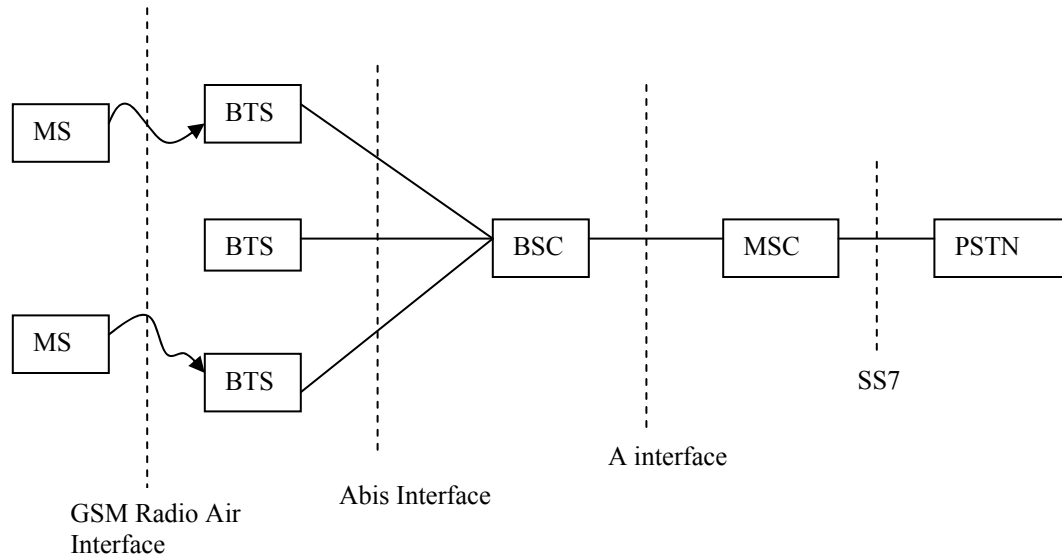 BTS
MS
BTS
BSC
MSC
PSTN
MS
BTS
SS7
A interface
Abis Interface
GSM Radio Air
Interface